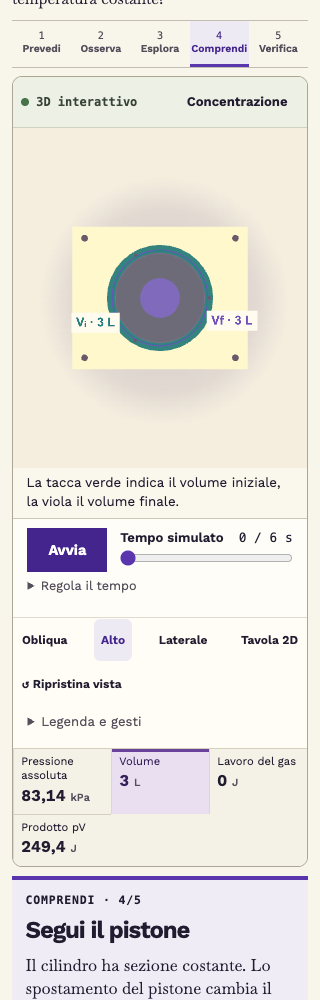 temperatura costante?
1
Prevedi
2
Osserva
3
Esplora
4
Comprendi
5
Verifica
3D interattivo
Concentrazione
Vᵢ · 3 L
Vf · 3 L
La tacca verde indica il volume iniziale,
la viola il volume finale.
Avvia
Tempo simulato 0 / 6 s
▶ Regola il tempo
Obliqua Alto Laterale Tavola 2D
↺ Ripristina vista
▶ Legenda e gesti
Pressione
assoluta
83,14 kPa
Volume
3 L
Lavoro del gas
0 J
Prodotto pV
249,4 J
COMPRENDI · 4/5
Segui il pistone
Il cilindro ha sezione costante. Lo
spostamento del pistone cambia il